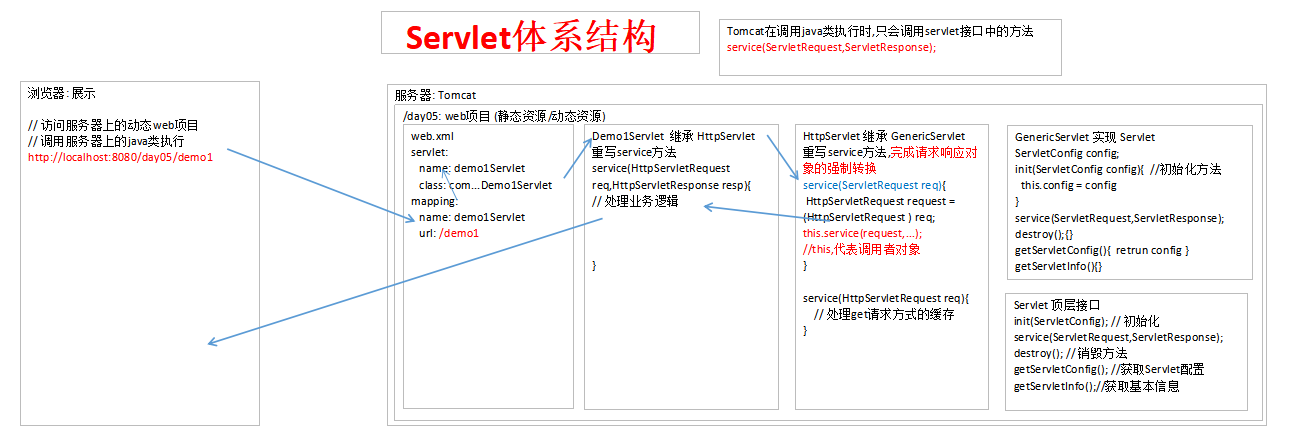 Servlet体系结构
Tomcat在调用java类执行时,只会调用servlet接口中的方法
service(ServletRequest,ServletResponse);
浏览器: 展示
// 访问服务器上的动态web项目
// 调用服务器上的java类执行
http://localhost:8080/day05/demo1
服务器: Tomcat
/day05: web项目 (静态资源/动态资源)
web.xml
servlet:
name: demo1Servlet
class: com...Demo1Servlet
mapping:
name: demo1Servlet
url: /demo1
Demo1Servlet 继承 HttpServlet
重写service方法
service(HttpServletRequest
req,HttpServletResponse resp){
// 处理业务逻辑
}
HttpServlet 继承 GenericServlet
重写service方法,完成请求响应对
象的强制转换
service(ServletRequest req){
HttpServletRequest request =
(HttpServletRequest ) req;
this.service(request,...);
//this,代表调用者对象
}
service(HttpServletRequest req){
// 处理get请求方式的缓存
}
GenericServlet 实现 Servlet
ServletConfig config;
init(ServletConfig config){ //初始化方法
this.config = config
}
service(ServletRequest,ServletResponse);
destroy();{}
getServletConfig(){ retrun config }
getServletInfo(){}
Servlet 顶层接口
init(ServletConfig); // 初始化
service(ServletRequest,ServletResponse);
destroy(); //销毁方法
getServletConfig(); //获取Servlet配置
getServletInfo();//获取基本信息